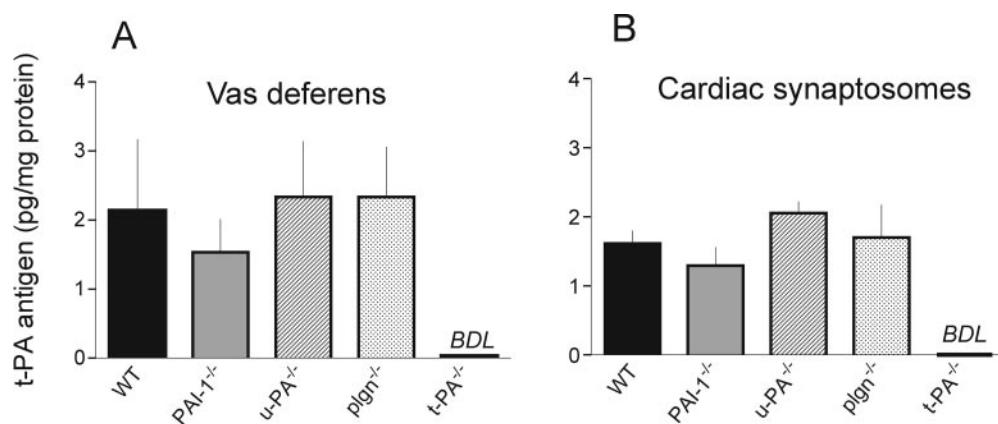 A
B
t-PA antigen (pg/mg protein)
Vas deferens
Cardiac synaptosomes
4
3
2
1
0
BDL
WT
PAI-1-/-
u-PA-/-
plgn-/-
t-PA-/-
4
3
2
1
0
BDL
WT
PAI-1-/-
u-PA-/-
plgn-/-
t-PA-/-